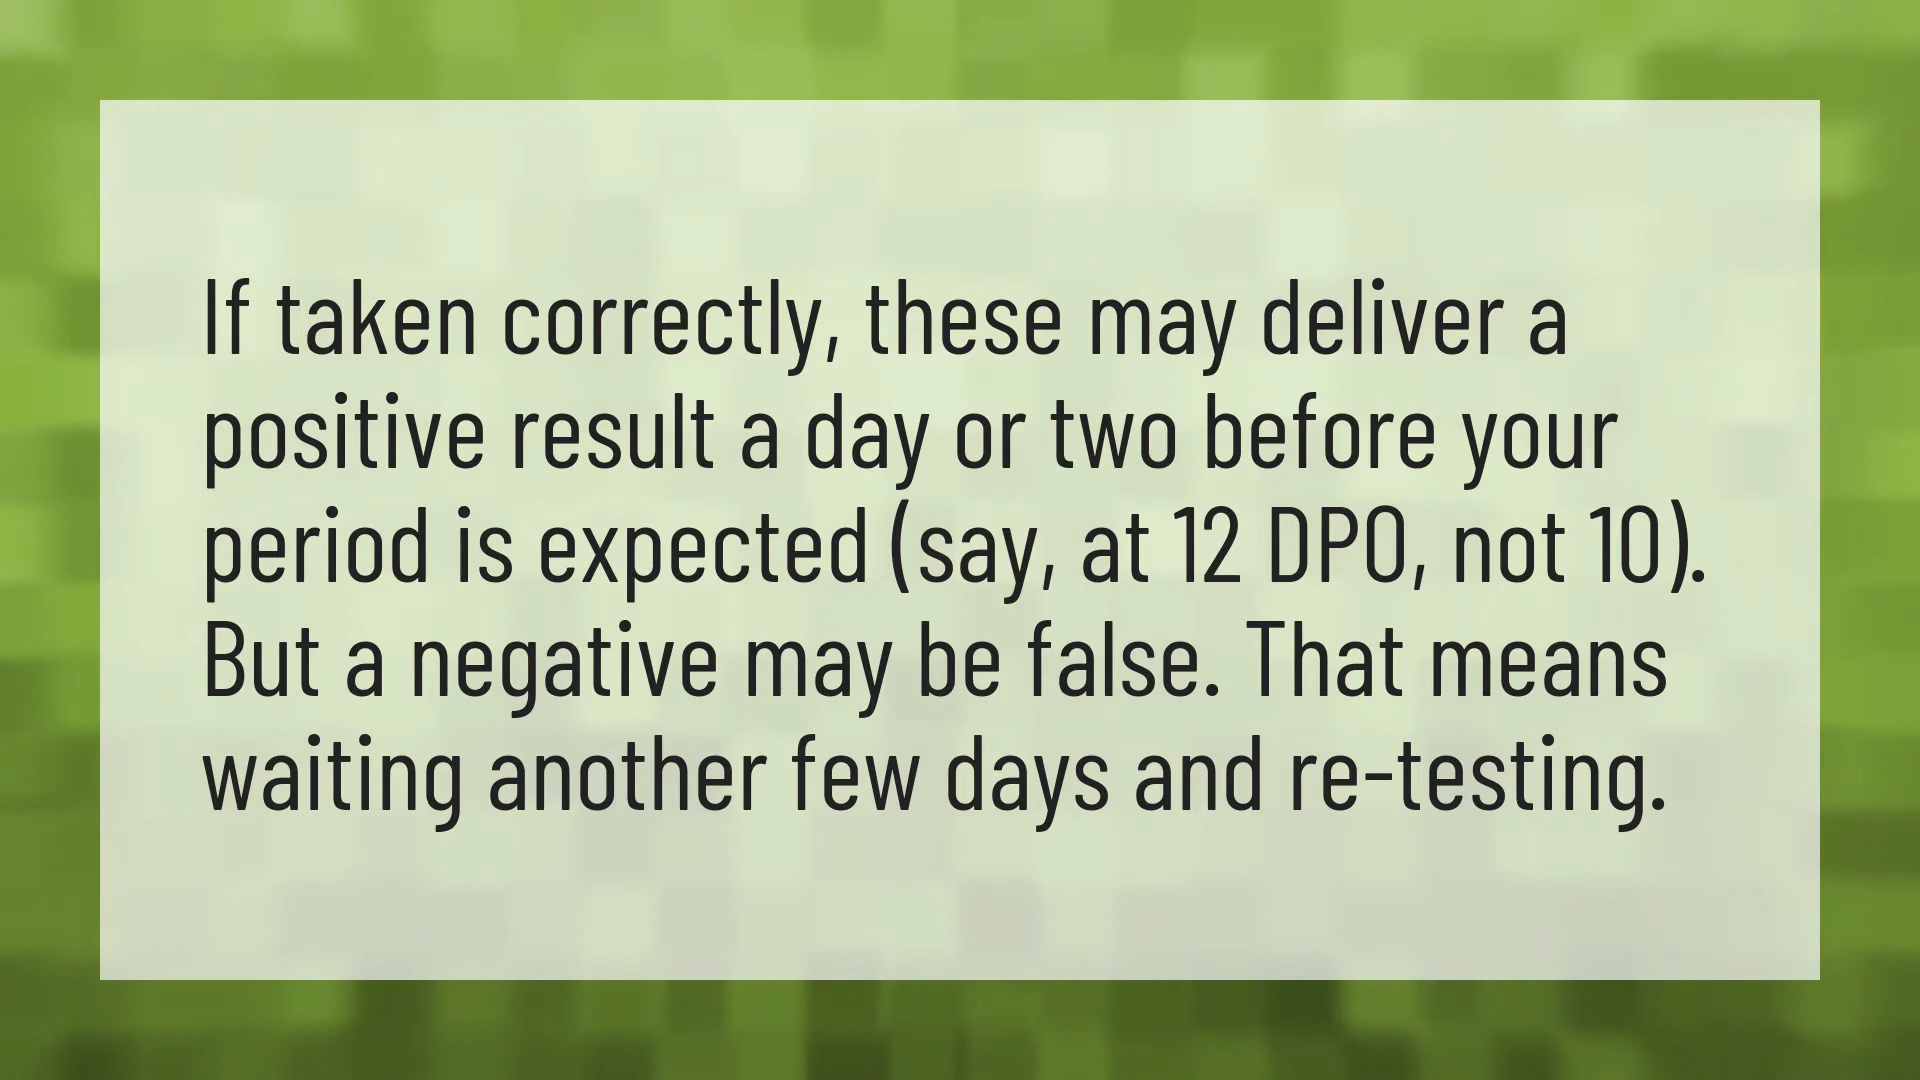 If taken correctly, these may deliver a
positive result a day or two before your
period is expected (say, at 12 DPO, not 10).
But a negative may be false. That means
waiting another few days and re-testing.